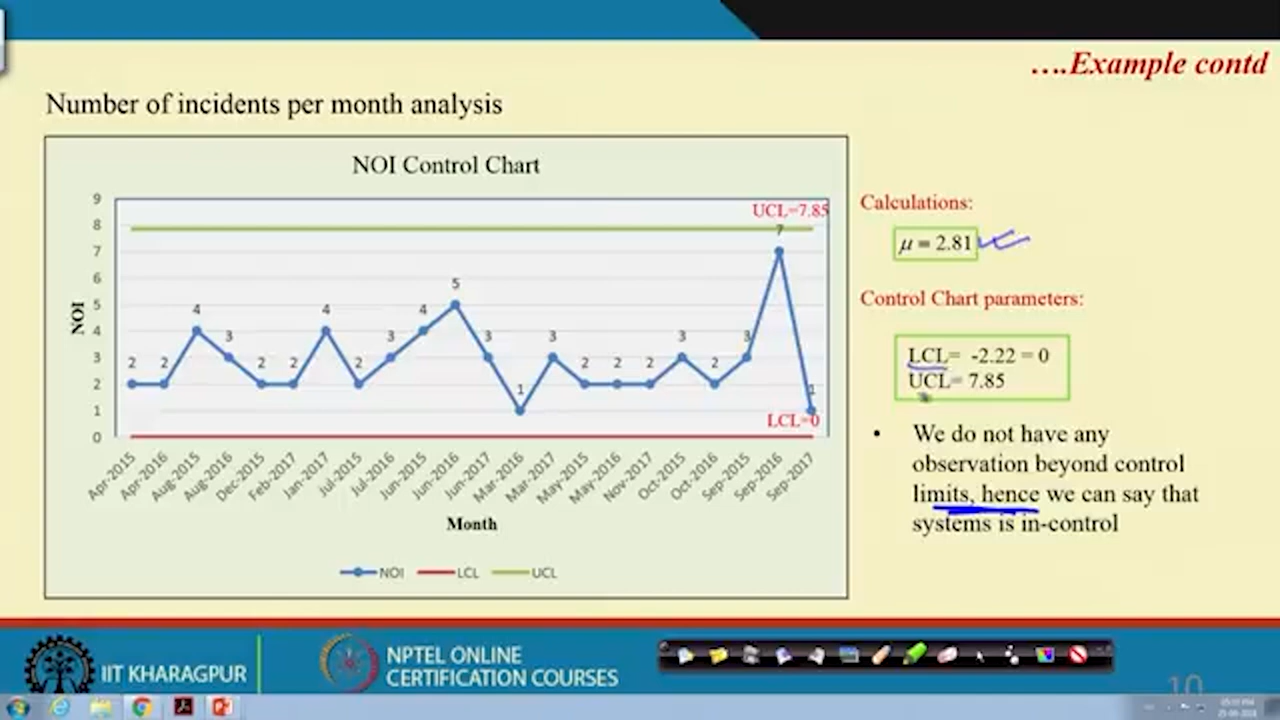 ....Example contd
Number of incidents per month analysis
NOI Control Chart
9
8
7
6
5
4
3
2
1
0
NOI
UCL=7.85
2
2
4
3
2
2
4
2
3
4
5
3
1
3
2
2
2
3
2
3
7
1
LCL=0
Apr-2015
Apr-2016
Aug-2015
Aug-2016
Dec-2015
Feb-2017
Jan-2017
Jul-2015
Jul-2016
Jun-2015
Jun-2016
Jun-2017
Mar-2016
Mar-2017
May-2015
May-2016
Nov-2017
Oct-2015
Oct-2016
Sep-2015
Sep-2016
Sep-2017
Month
NOI LCL UCL
Calculations:
μ = 2.81
Control Chart parameters:
LCL= -2.22 = 0
UCL= 7.85
• We do not have any
observation beyond control
limits, hence we can say that
systems is in-control
IIT KHARAGPUR
NPTEL ONLINE
CERTIFICATION COURSES
10